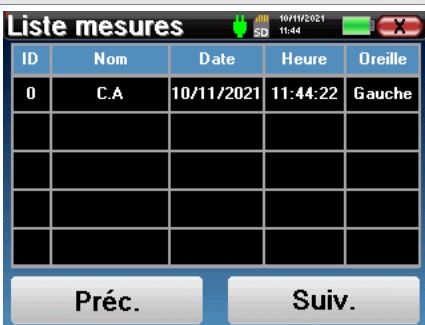 Liste mesures SD 10/11/2021
11:44 X
ID Nom Date Heure Oreille
0 C.A 10/11/2021 11:44:22 Gauche
Préc. Suiv.